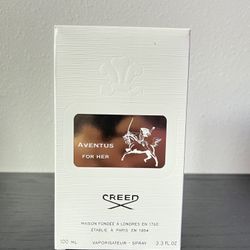 AVENTUS
FOR HER
CREED
MAISON FONDÉE A LONDRES EN 1760
ÉTABLIE A PARIS EN 1854
100 ML VAPORISATEUR - SPRAY 3.3 FL.OZ